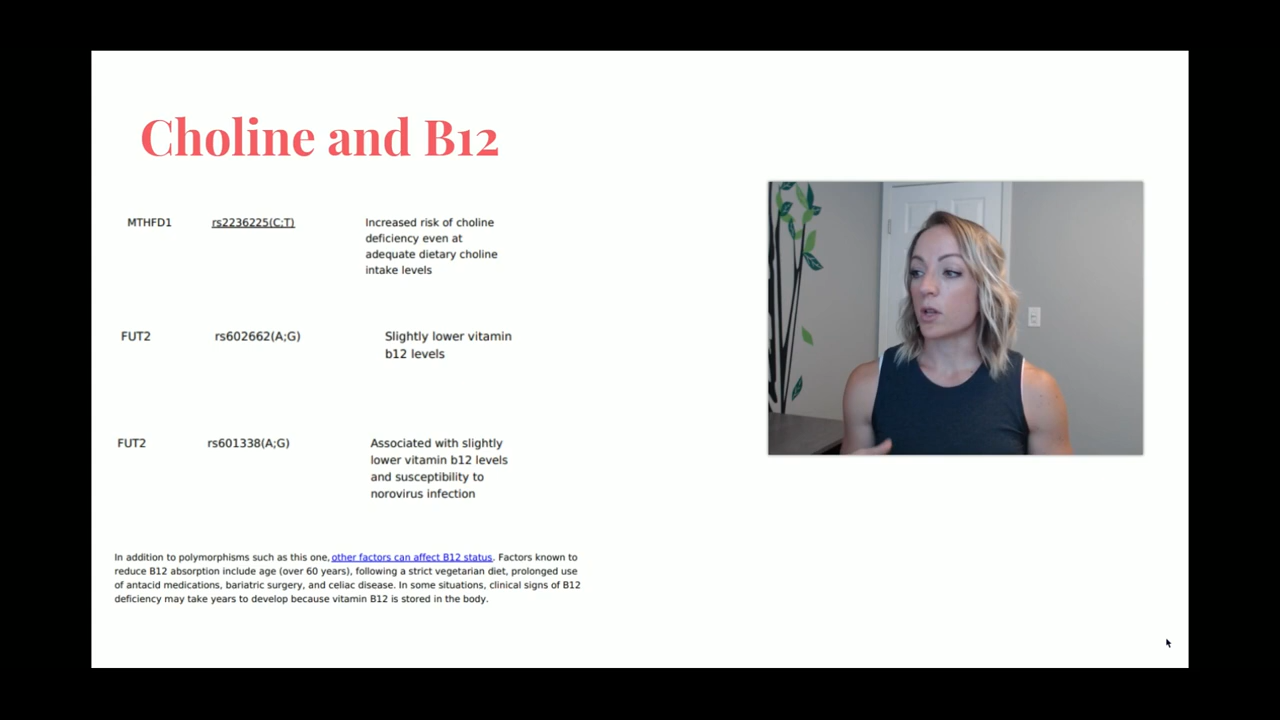 Choline and B12
MTHFD1 rs2236225(C;T) Increased risk of choline
deficiency even at
adequate dietary choline
intake levels
FUT2 rs602662(A;G) Slightly lower vitamin
b12 levels
FUT2 rs601338(A;G) Associated with slightly
lower vitamin b12 levels
and susceptibility to
norovirus infection
In addition to polymorphisms such as this one, other factors can affect B12 status. Factors known to
reduce B12 absorption include age (over 60 years), following a strict vegetarian diet, prolonged use
of antacid medications, bariatric surgery, and celiac disease. In some situations, clinical signs of B12
deficiency may take years to develop because vitamin B12 is stored in the body.